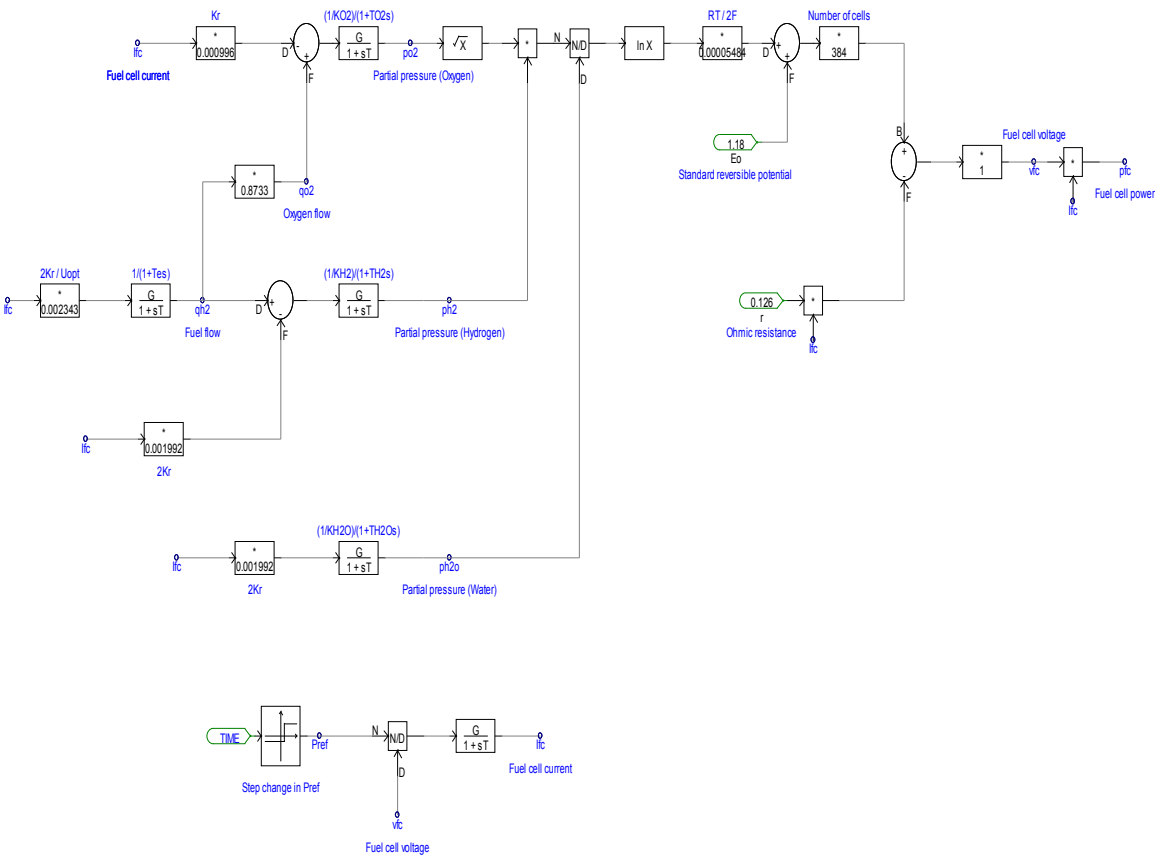 Kr
(1/KO2)/(1+TO2s)
RT / 2F
Number of cells
Ifc
*
0.000996
D
-
+
F
G
1 + sT
po2
√X
*
N
N/D
D
ln X
*
0.00005484
D
+
+
F
*
384
Fuel cell current
Partial pressure (Oxygen)
1.18
Eo
Standard reversible potential
B
+
-
F
*
1
Fuel cell voltage
vfc
*
Ifc
pfc
Fuel cell power
*
0.8733
qo2
Oxygen flow
2Kr / Uopt
1/(1+Tes)
(1/KH2)/(1+TH2s)
Ifc
*
0.002343
G
1 + sT
qh2
Fuel flow
D
+
-
F
G
1 + sT
ph2
Partial pressure (Hydrogen)
0.126
r
Ohmic resistance
*
Ifc
Ifc
*
0.001992
2Kr
(1/KH2O)/(1+TH2Os)
Ifc
*
0.001992
2Kr
G
1 + sT
ph2o
Partial pressure (Water)
TIME
Step change in Pref
Pref
N
N/D
D
vfc
Fuel cell voltage
G
1 + sT
Ifc
Fuel cell current